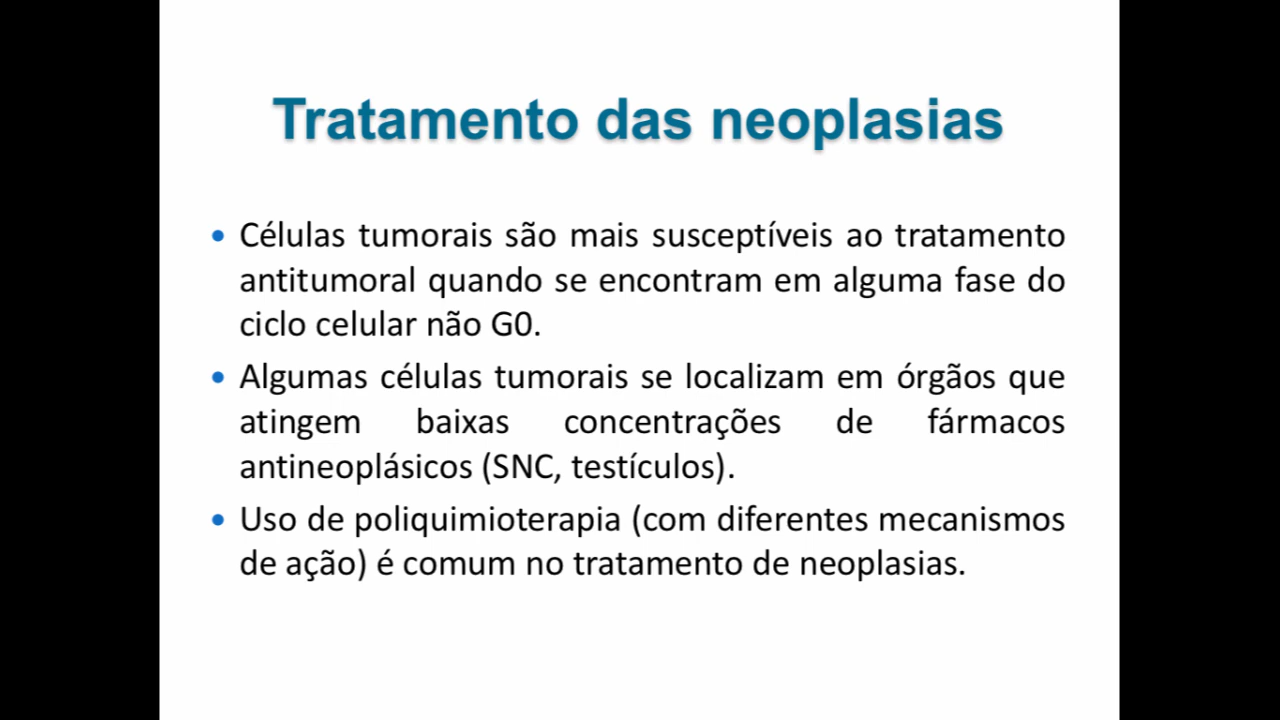 Tratamento das neoplasias
• Células tumorais são mais susceptíveis ao tratamento
antitumoral quando se encontram em alguma fase do
ciclo celular não G0.
• Algumas células tumorais se localizam em órgãos que
atingem baixas concentrações de fármacos
antineoplásicos (SNC, testículos).
• Uso de poliquimioterapia (com diferentes mecanismos
de ação) é comum no tratamento de neoplasias.